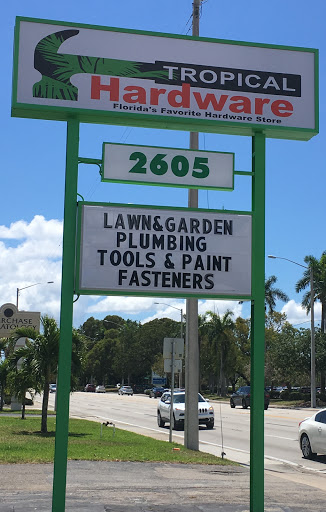 TROPICAL
Hardware
Florida's Favorite Hardware Store
2605
LAWN&GARDEN
PLUMBING
TOOLS & PAINT
FASTENERS